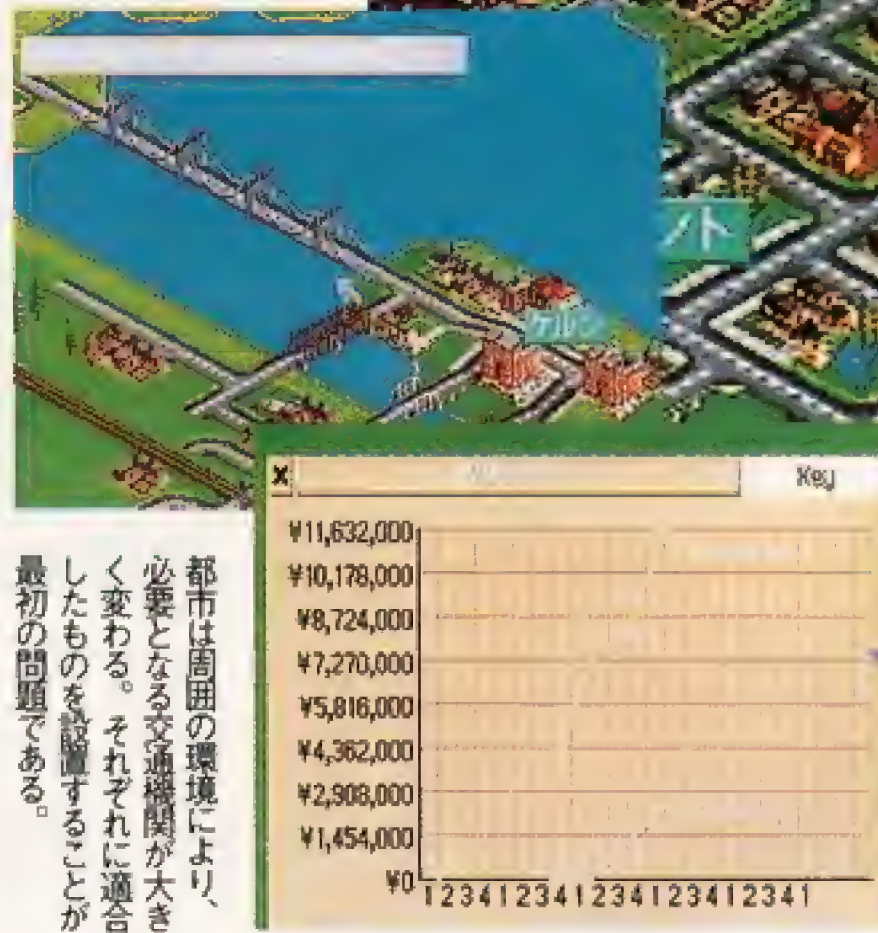 ント
ケルン
X
Key
¥11,632,000
¥10,178,000
¥8,724,000
¥7,270,000
¥5,816,000
¥4,362,000
¥2,908,000
¥1,454,000
¥0
123412341234123412341
都市は周囲の環境により、
必要となる交通機関が大き
く変わる。それぞれに適合
したものを設置することが
最初の問題である。